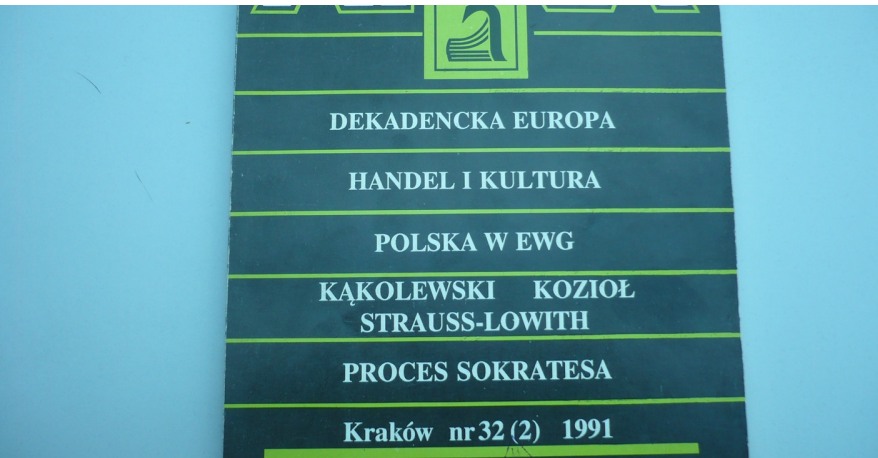 DEKADENCKA EUROPA
HANDEL I KULTURA
POLSKA W EWG
KĄKOLEWSKI KOZIOŁ
STRAUSS-LOWITH
PROCES SOKRATESA
Kraków nr 32 (2) 1991